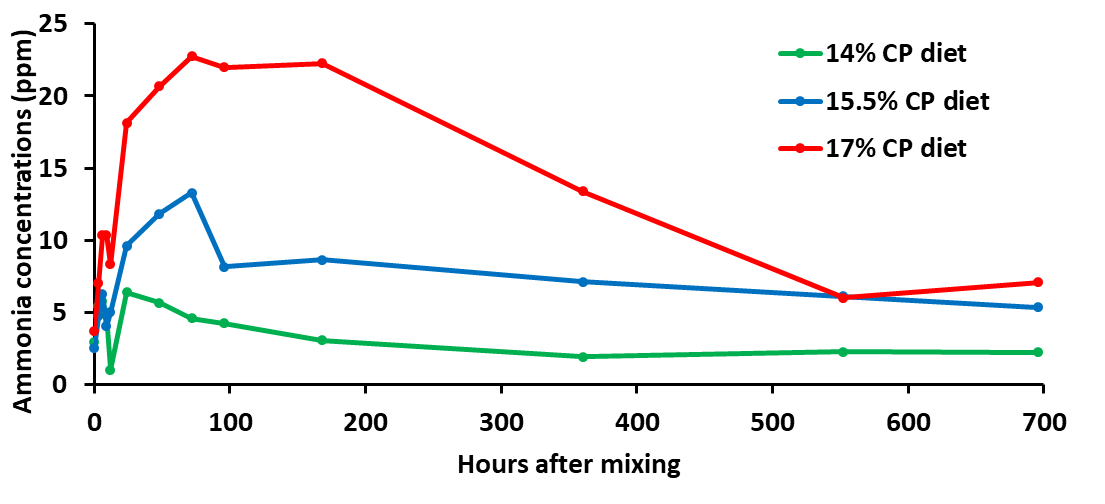 Ammonia concentrations (ppm)
25
20
15
10
5
0
14% CP diet
15.5% CP diet
17% CP diet
0 100 200 300 400 500 600 700
Hours after mixing